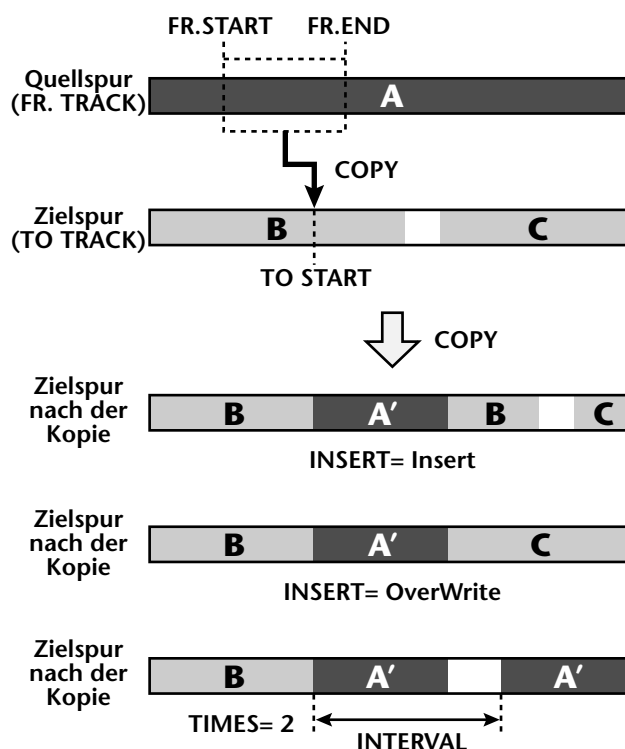 FR.START FR.END
Quellspur
(FR. TRACK)
A
COPY
Zielspur
(TO TRACK)
B C
TO START
COPY
Zielspur
nach der
Kopie
B A′ B C
INSERT= Insert
Zielspur
nach der
Kopie
B A′ C
INSERT= OverWrite
Zielspur
nach der
Kopie
B A′ A′
TIMES= 2
INTERVAL